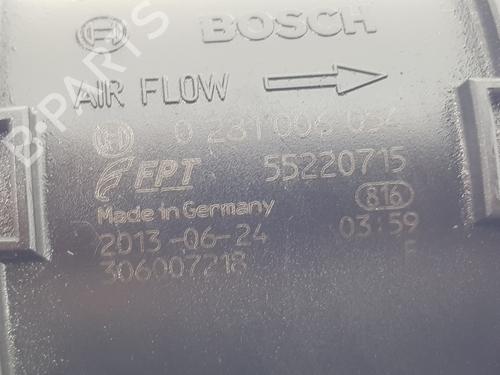 BOSCH
AIR FLOW
0 281 006 054
FPT 55220715
Made in Germany 816
2013-06-24 03:59
306007218 F
B-PARTS